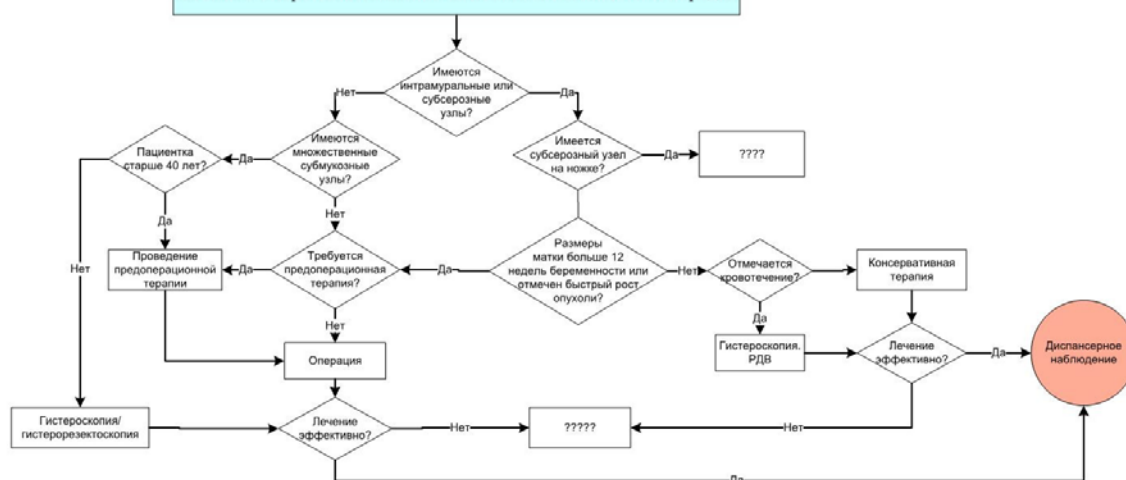 Имеются
интрамуральные или
субсерозные
узлы?
Нет
Да
Пациентка
старше 40 лет?
Да
Имеются
множественные
субмукозные
узлы?
Имеется
субсерозный узел
на ножке?
Да
????
Да
Нет
Нет
Проведение
предоперационной
терапии
Да
Требуется
предоперационная
терапия?
Да
Размеры
матки больше 12
недель беременности или
отмечен быстрый рост
опухоли?
Нет
Отмечается
кровотечение?
Консервативная
терапия
Нет
Да
Операция
Гистероскопия.
РДВ
Лечение
эффективно?
Да
Диспансерное
наблюдение
Гистероскопия/
гистерорезектоскопия
Лечение
эффективно?
Нет
?????
Нет
Да